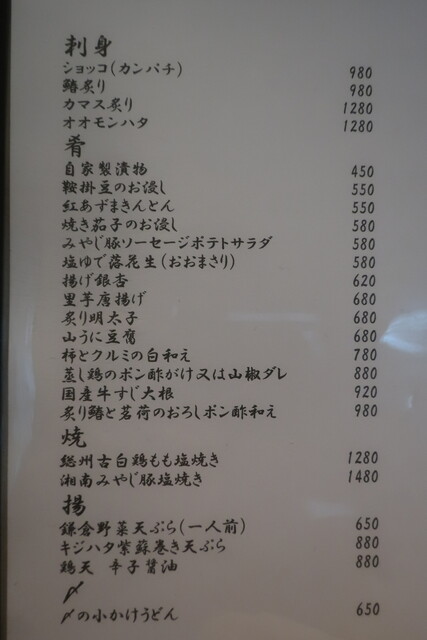 刺身
ショッコ(カンパチ) 980
鰆炙り 980
カマス炙り 1280
オオモンハタ 1280
肴
自家製漬物 450
鞍掛豆のお浸し 550
紅あずまきんとん 550
焼き茄子のお浸し 580
みやじ豚ソーセージポテトサラダ 580
塩ゆで落花生(おおまさり) 580
揚げ銀杏 620
里芋唐揚げ 680
炙り明太子 680
山うに豆腐 680
柿とクルミの白和え 780
蒸し鶏のポン酢がけ又は山椒ダレ 880
国産牛すじ大根 920
炙り鰆と茗荷のおろしポン酢和え 980
焼
総州古白鶏もも塩焼き 1280
湘南みやじ豚塩焼き 1480
揚
鎌倉野菜天ぷら(一人前) 650
キジハタ紫蘇巻き天ぷら 880
鶏天 辛子醤油 880
〆
〆の小かけうどん 650